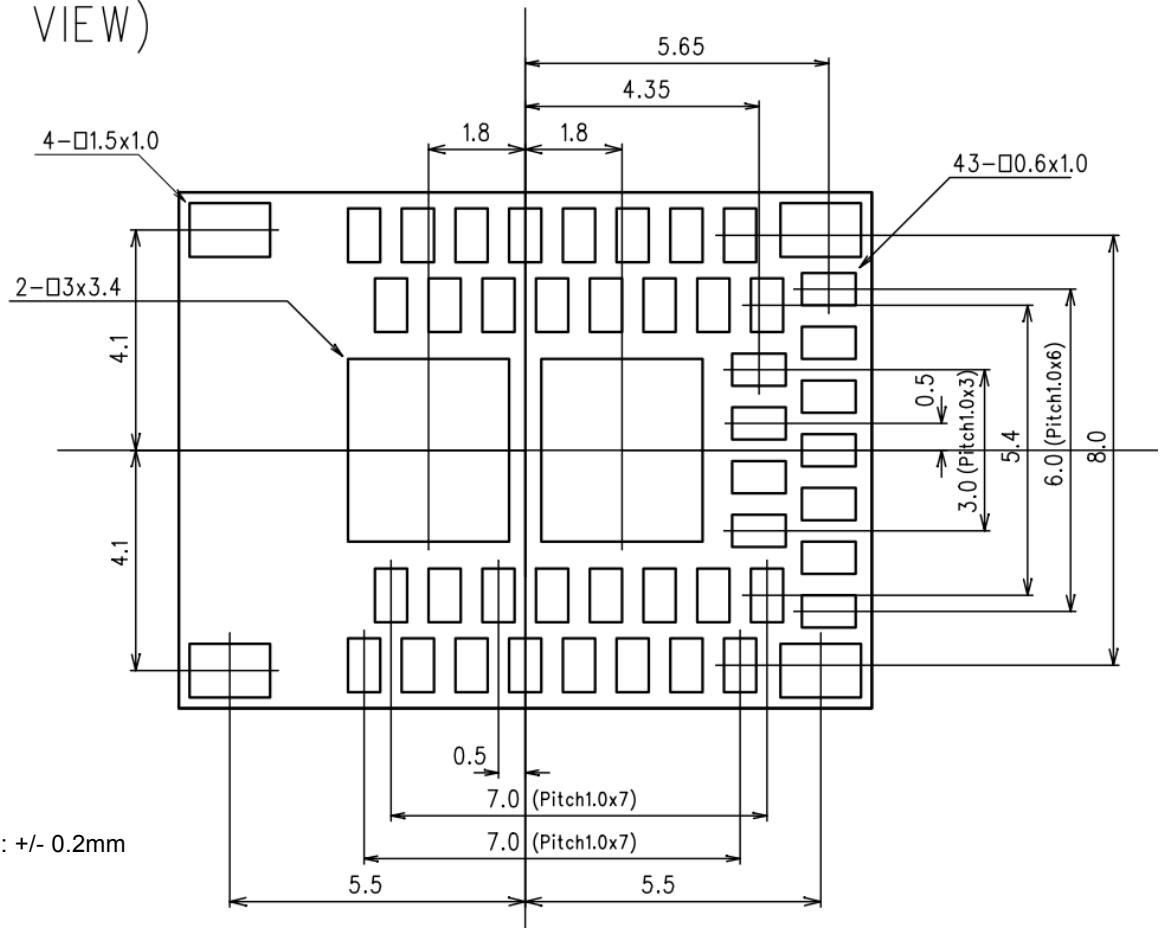 VIEW)
5.65
4.35
1.8
1.8
4-□1.5x1.0
43-□0.6x1.0
2-□3x3.4
4.1
4.1
0.5
3.0 (Pitch1.0x3)
5.4
6.0 (Pitch1.0x6)
8.0
0.5
7.0 (Pitch1.0x7)
7.0 (Pitch1.0x7)
: +/- 0.2mm
5.5
5.5